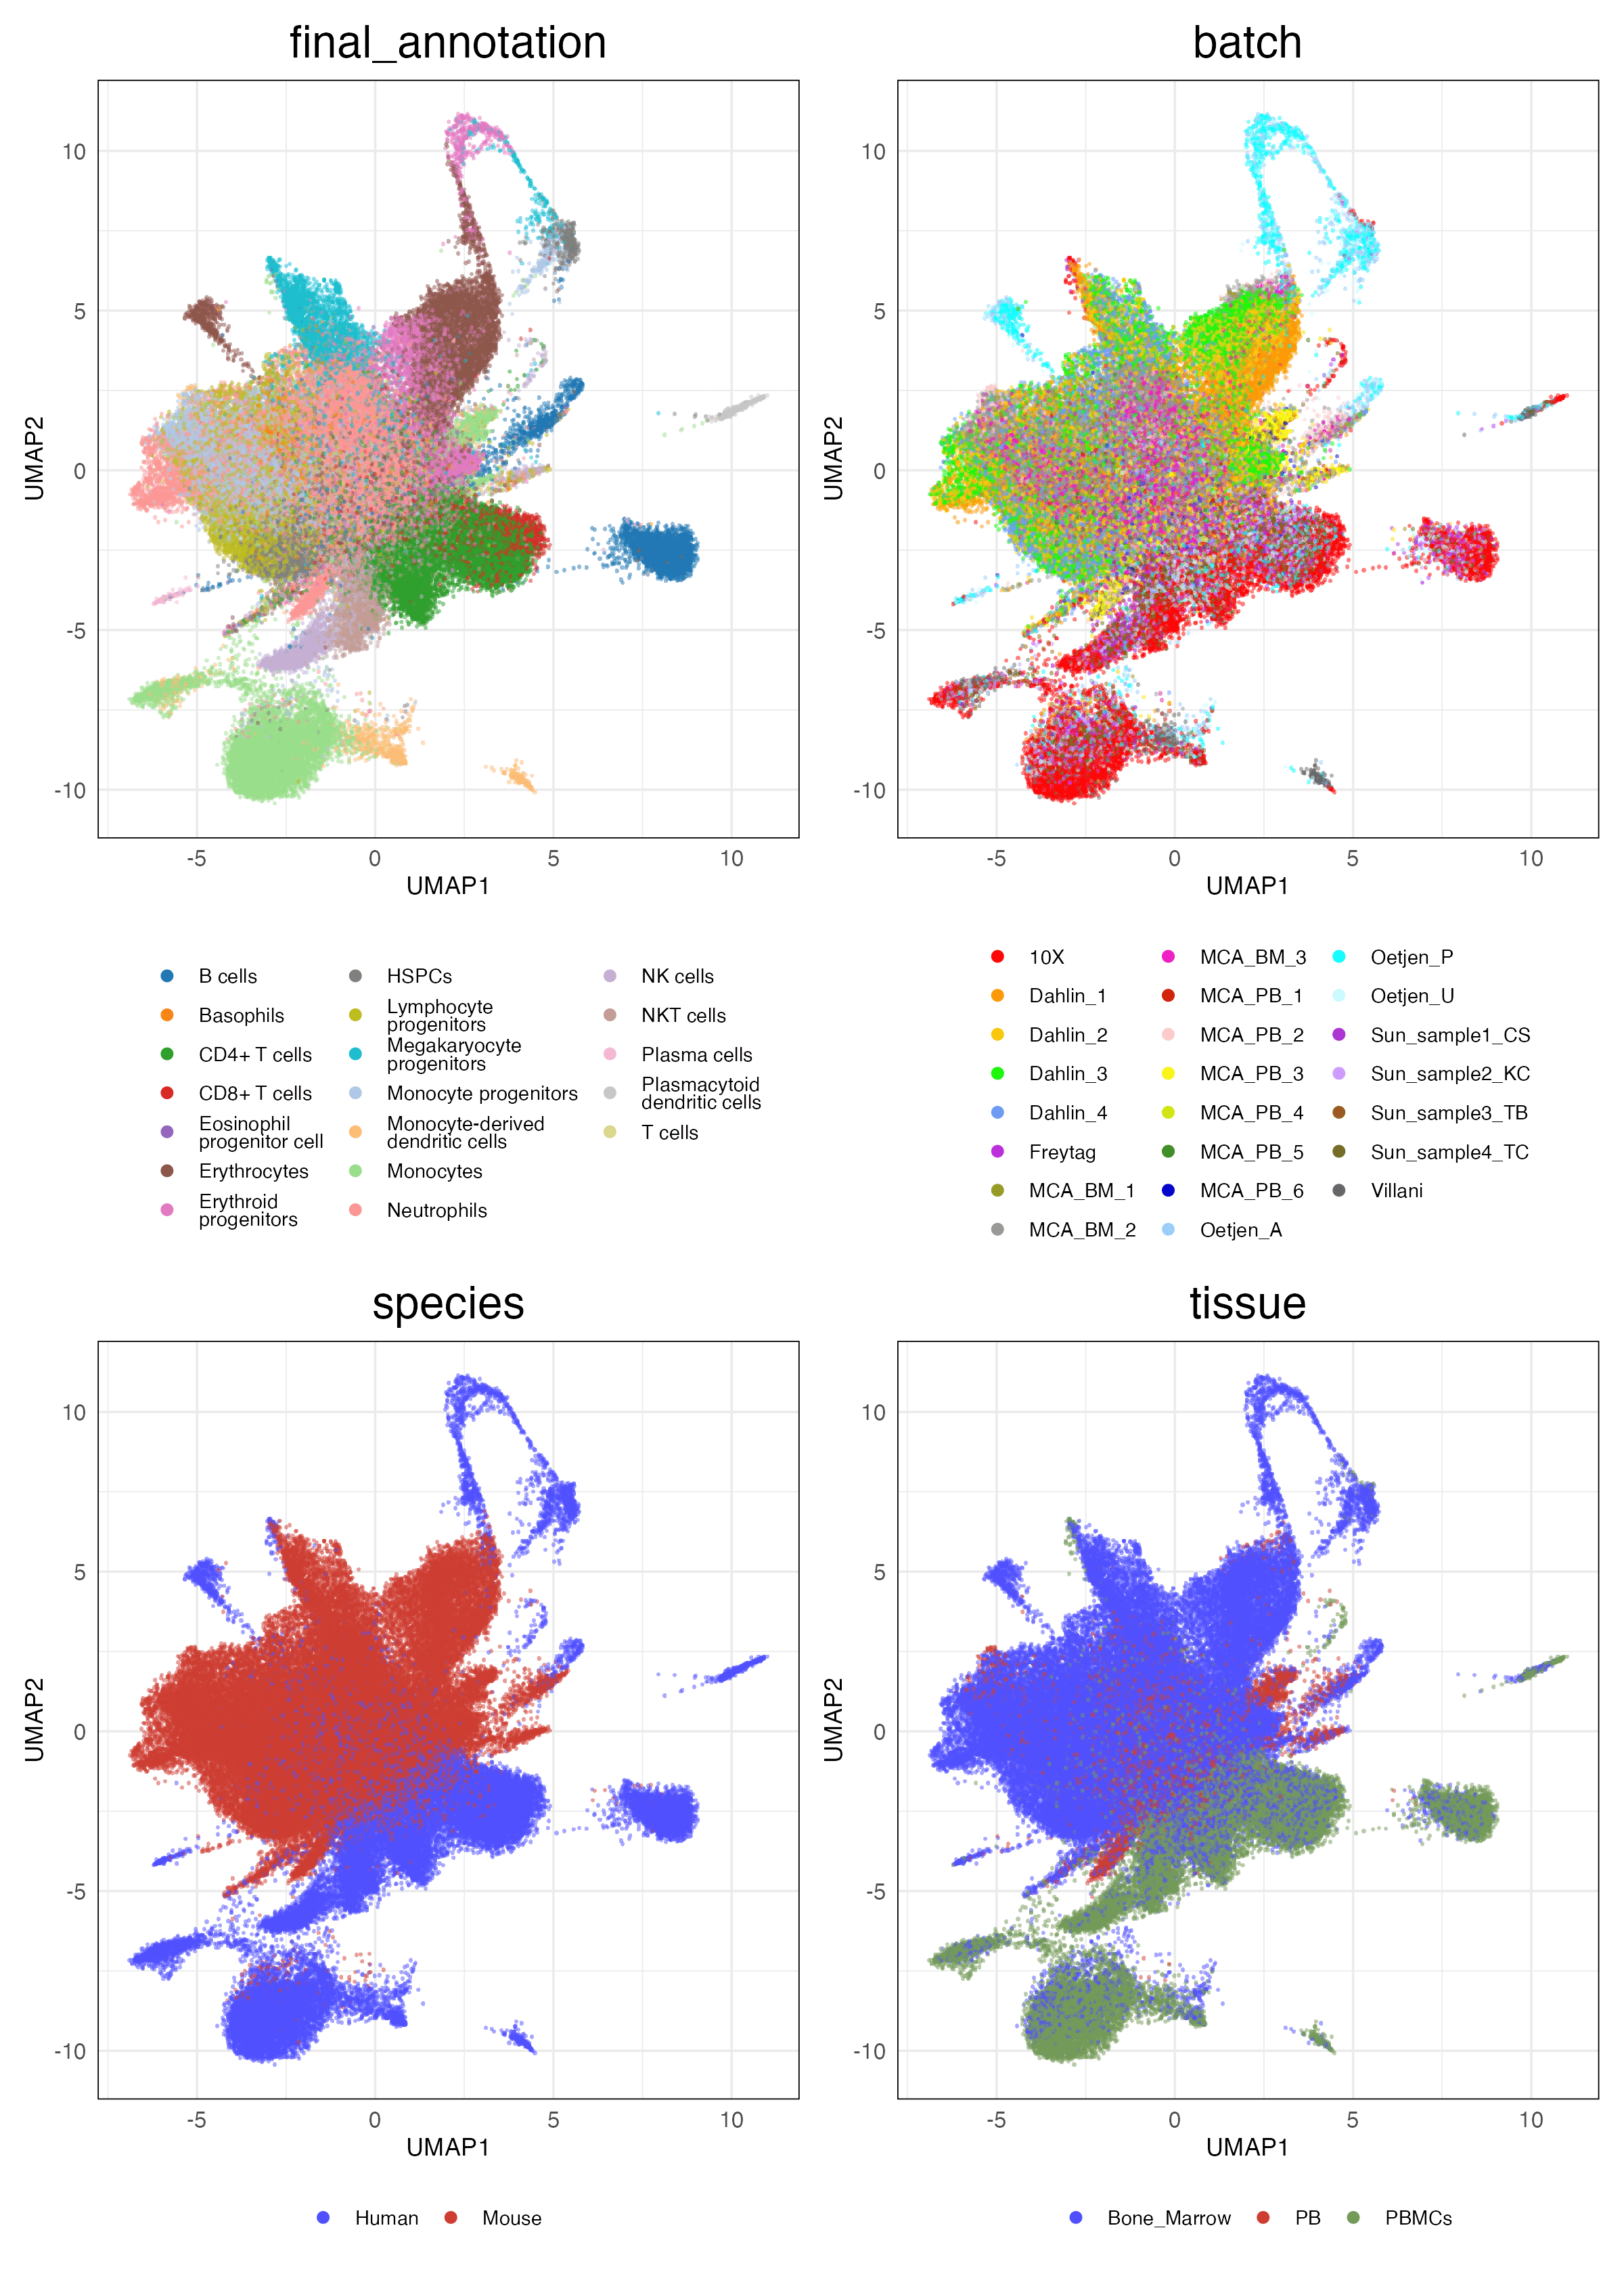 final_annotation
batch
UMAP2
10
5
0
-5
-10
-5
0
5
10
UMAP1
UMAP2
10
5
0
-5
-10
-5
0
5
10
UMAP1
B cells
Basophils
CD4+ T cells
CD8+ T cells
Eosinophil
progenitor cell
Erythrocytes
Erythroid
progenitors
HSPCs
Lymphocyte
progenitors
Megakaryocyte
progenitors
Monocyte progenitors
Monocyte-derived
dendritic cells
Monocytes
Neutrophils
NK cells
NKT cells
Plasma cells
Plasmacytoid
dendritic cells
T cells
10X
Dahlin_1
Dahlin_2
Dahlin_3
Dahlin_4
Freytag
MCA_BM_1
MCA_BM_2
MCA_BM_3
MCA_PB_1
MCA_PB_2
MCA_PB_3
MCA_PB_4
MCA_PB_5
MCA_PB_6
Oetjen_A
Oetjen_P
Oetjen_U
Sun_sample1_CS
Sun_sample2_KC
Sun_sample3_TB
Sun_sample4_TC
Villani
species
tissue
UMAP2
10
5
0
-5
-10
-5
0
5
10
UMAP1
UMAP2
10
5
0
-5
-10
-5
0
5
10
UMAP1
Human
Mouse
Bone_Marrow
PB
PBMCs